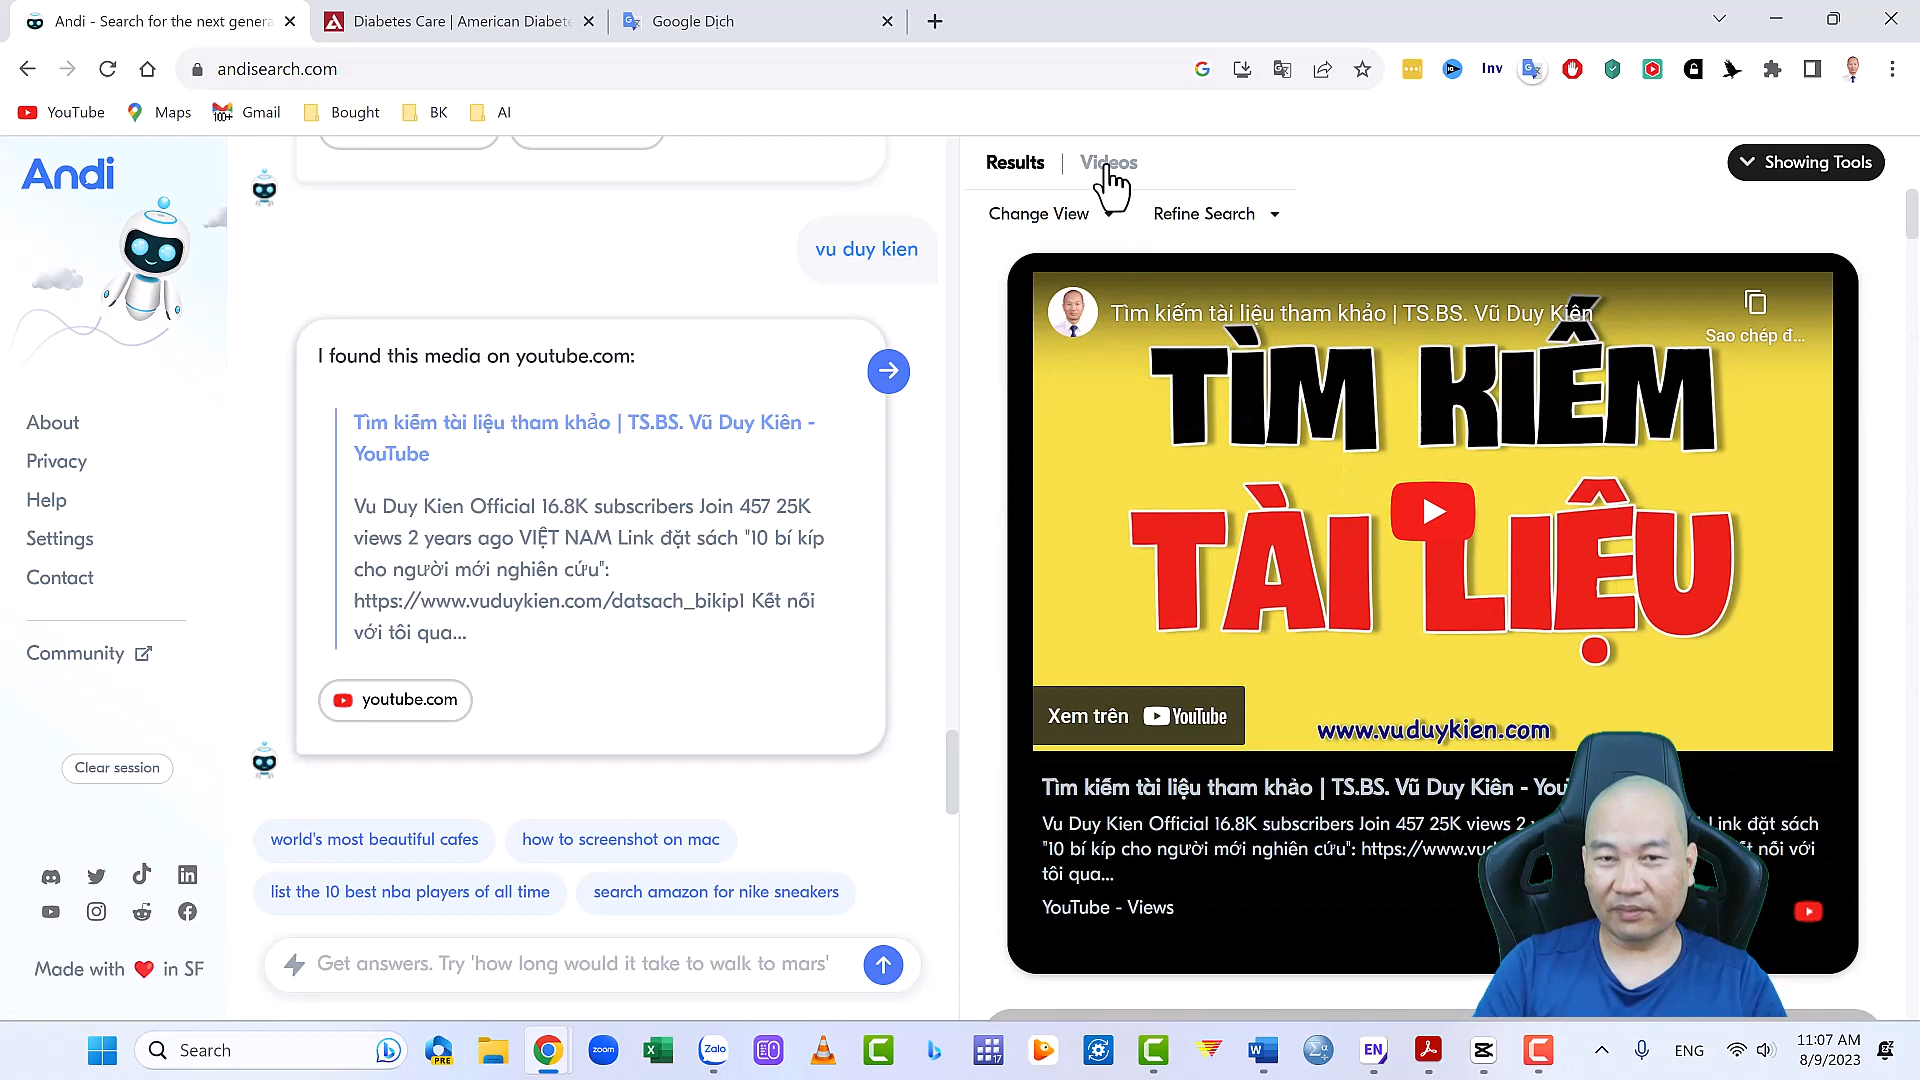 Andi - Search for the next genera
Diabetes Care | American Diabete
Google Dịch
andisearch.com
Inv
YouTube
Maps
100+
Gmail
Bought
BK
AI
Andi
About
Privacy
Help
Settings
Contact
Community
Clear session
Made with in SF
vu duy kien
I found this media on youtube.com:
Tìm kiếm tài liệu tham khảo | TS.BS. Vũ Duy Kiên -
YouTube
Vu Duy Kien Official 16.8K subscribers Join 457 25K
views 2 years ago VIỆT NAM Link đặt sách "10 bí kíp
cho người mới nghiên cứu":
https://www.vuduykien.com/datsach_bikip1 Kết nối
với tôi qua...
youtube.com
world's most beautiful cafes
how to screenshot on mac
list the 10 best nba players of all time
search amazon for nike sneakers
Get answers. Try 'how long would it take to walk to mars'
Results
Videos
Showing Tools
Change View
Refine Search
Tìm kiếm tài liệu tham khảo | TS.BS. Vũ Duy Kiên
Sao chép đ...
TÌM KIẾM
TÀI LIỆU
Xem trên YouTube
www.vuduykien.com
Tìm kiếm tài liệu tham khảo | TS.BS. Vũ Duy Kiên - You
Vu Duy Kien Official 16.8K subscribers Join 457 25K views 2 Link đặt sách
"10 bí kíp cho người mới nghiên cứu": https://www.vuc nối với
tôi qua...
YouTube - Views
Search
PRE
zoom
Zalo
17
EN
ENG
11:07 AM
8/9/2023